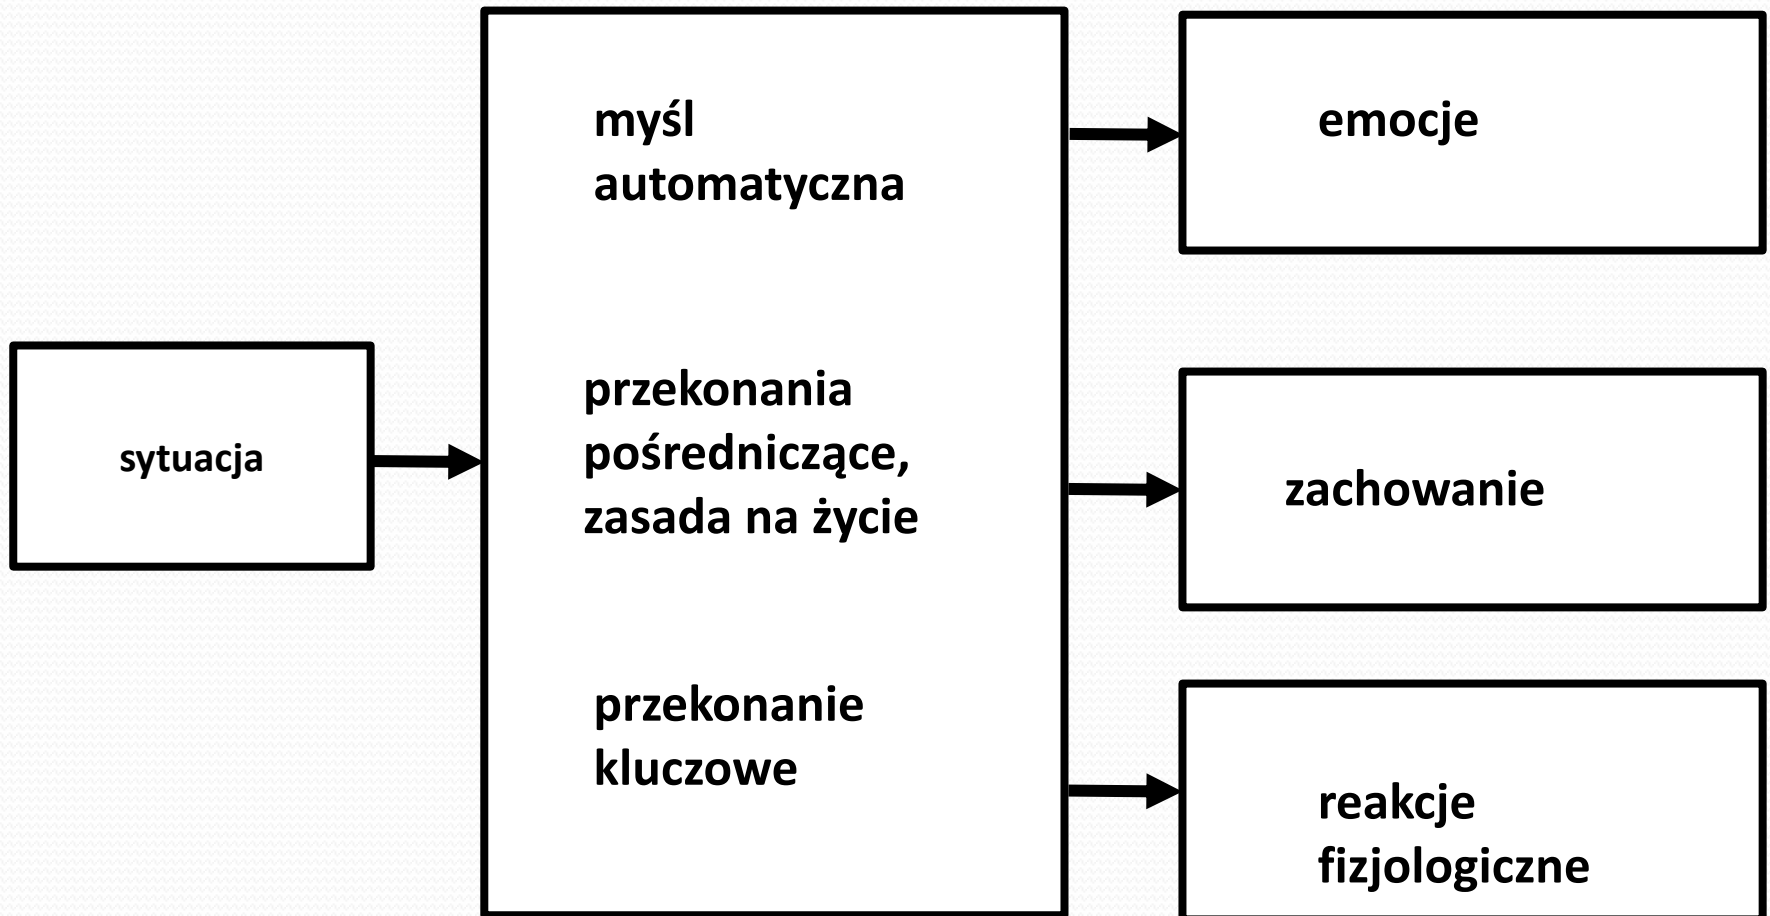 sytuacja
myśl
automatyczna
przekonania
pośredniczące,
zasada na życie
przekonanie
kluczowe
emocje
zachowanie
reakcje
fizjologiczne